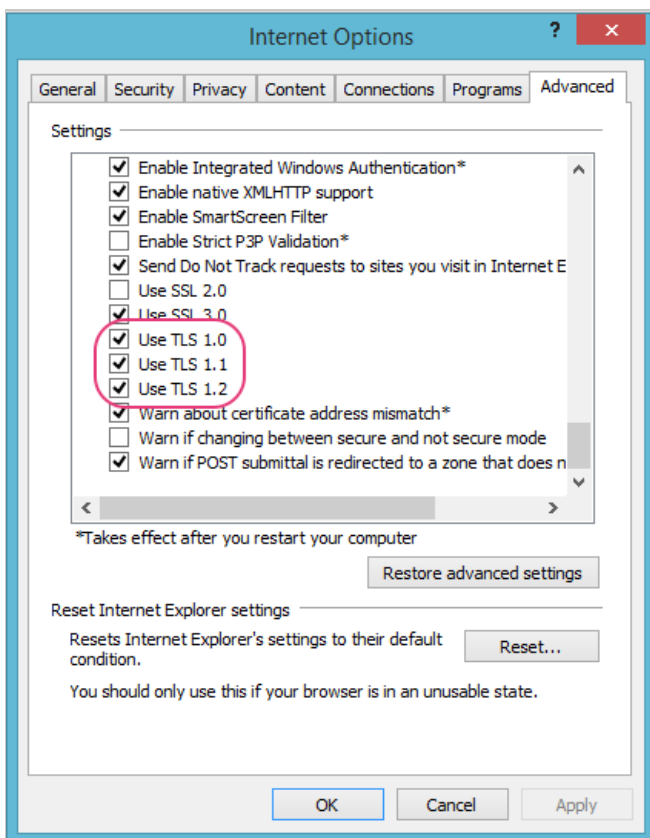 Internet Options
?
×
General
Security
Privacy
Content
Connections
Programs
Advanced
Settings
Enable Integrated Windows Authentication*
Enable native XMLHTTP support
Enable SmartScreen Filter
Enable Strict P3P Validation*
Send Do Not Track requests to sites you visit in Internet E
Use SSL 2.0
Use SSL 3.0
Use TLS 1.0
Use TLS 1.1
Use TLS 1.2
Warn about certificate address mismatch*
Warn if changing between secure and not secure mode
Warn if POST submittal is redirected to a zone that does n
*Takes effect after you restart your computer
Restore advanced settings
Reset Internet Explorer settings
Resets Internet Explorer's settings to their default
condition.
Reset...
You should only use this if your browser is in an unusable state.
OK
Cancel
Apply